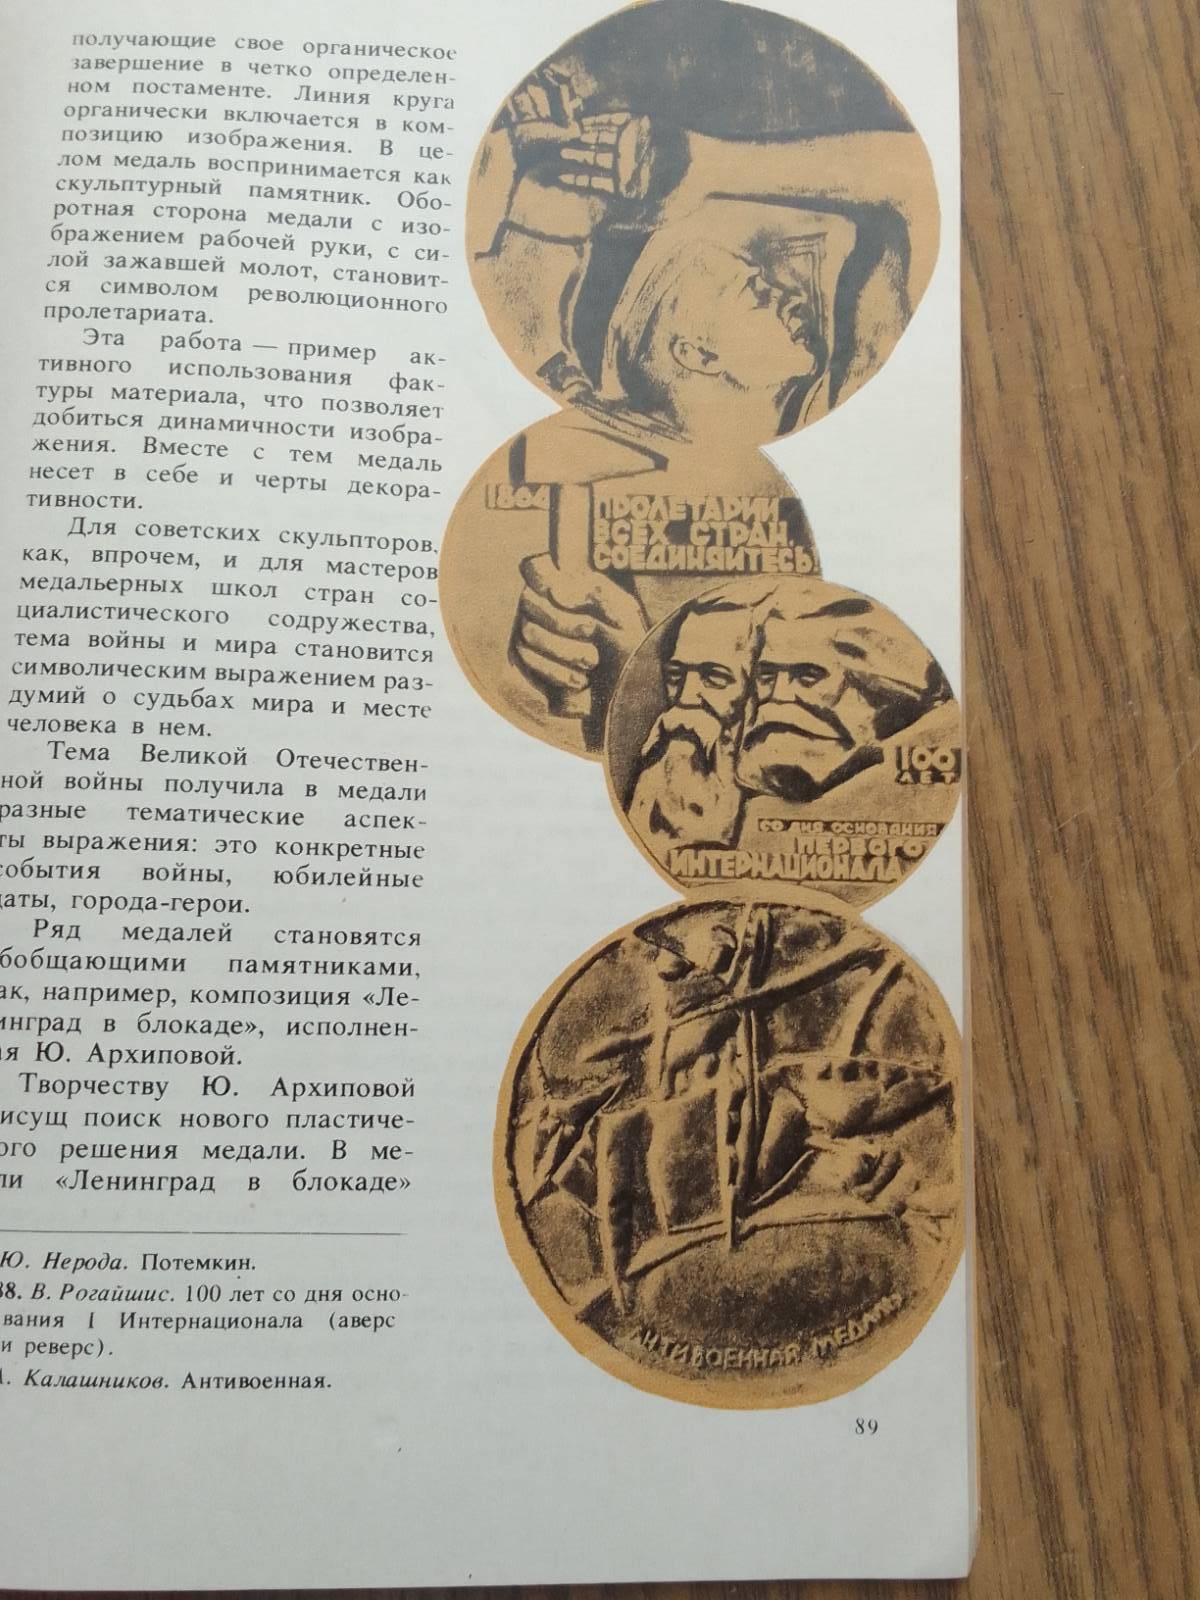 получающие свое органическое
завершение в четко определен-
ном постаменте. Линия круга
органически включается в ком-
позицию изображения. В це-
лом медаль воспринимается как
скульптурный памятник. Обо-
ротная сторона медали с изо-
бражением рабочей руки, с си-
лой зажавшей молот, становит-
ся символом революционного
пролетариата.
Эта работа — пример ак-
тивного использования фак-
туры материала, что позволяет
добиться динамичности изобра-
жения. Вместе с тем медаль
несет в себе и черты декора-
тивности.
Для советских скульпторов,
как, впрочем, и для мастеров
медальерных школ стран со-
циалистического содружества,
тема войны и мира становится
символическим выражением раз-
думий о судьбах мира и месте
человека в нем.
Тема Великой Отечествен-
ной войны получила в медали
разные тематические аспек-
ты выражения: это конкретные
события войны, юбилейные
даты, города-герои.
Ряд медалей становятся
бобщающими памятниками,
ак, например, композиция «Ле-
инград в блокаде», исполнен-
ая Ю. Архиповой.
Творчеству Ю. Архиповой
исущ поиск нового пластиче-
ого решения медали. В ме-
ли «Ленинград в блокаде»
Ю. Нерода. Потемкин.
88. В. Рогайшис. 100 лет со дня осно-
вания I Интернационала (аверс
и реверс).
Калашников. Антивоенная.
1864
ПРОЛЕТАРИИ
ВСЕХ СТРАН,
СОЕДИНЯЙТЕСЬ!
100
ЛЕТ
СО ДНЯ ОСНОВАНИЯ
ПЕРВОГО
ИНТЕРНАЦИОНАЛА
АНТИВОЕННАЯ МЕДАЛЬ
89